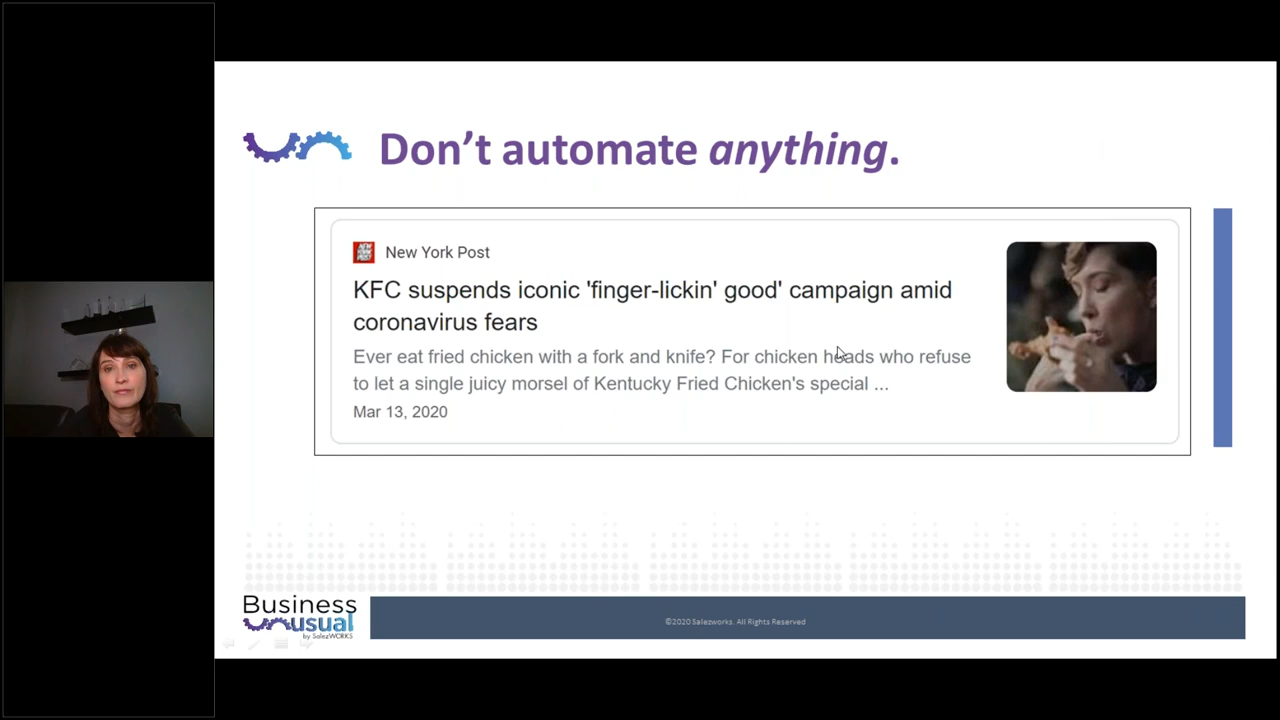 Don't automate anything.
New York Post
KFC suspends iconic 'finger-lickin' good' campaign amid
coronavirus fears
Ever eat fried chicken with a fork and knife? For chicken heads who refuse
to let a single juicy morsel of Kentucky Fried Chicken's special ...
Mar 13, 2020
Business
unusual
by SalezWORKS
©2020 Salezworks. All Rights Reserved